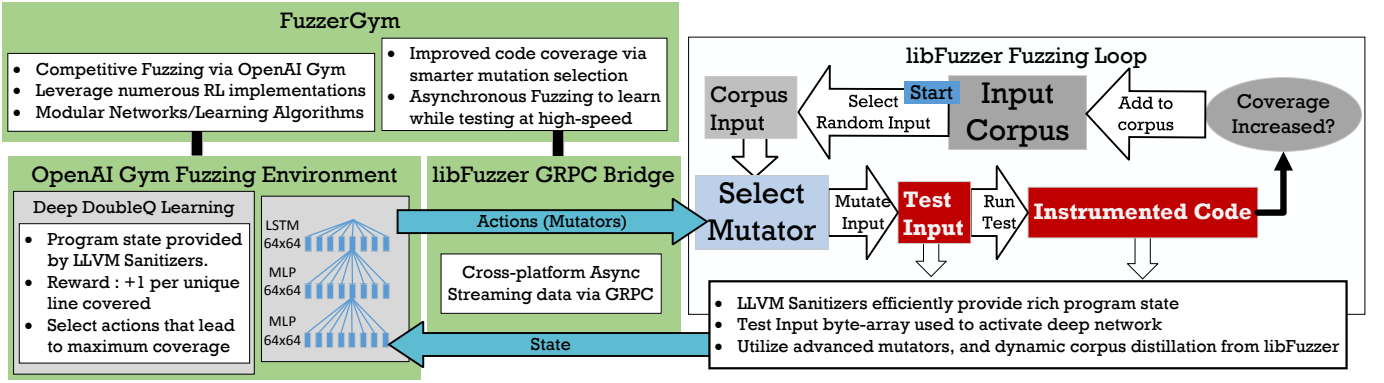 FuzzerGym
• Competitive Fuzzing via OpenAI Gym
• Leverage numerous RL implementations
• Modular Networks/Learning Algorithms
• Improved code coverage via
smarter mutation selection
• Asynchronous Fuzzing to learn
while testing at high-speed
OpenAI Gym Fuzzing Environment
Deep DoubleQ Learning
• Program state provided
by LLVM Sanitizers.
• Reward : +1 per unique
line covered
• Select actions that lead
to maximum coverage
LSTM
64x64
MLP
64x64
MLP
64x64
libFuzzer GRPC Bridge
Actions (Mutators)
Cross-platform Async
Streaming data via GRPC
State
libFuzzer Fuzzing Loop
Corpus
Input
Select
Random Input
Start
Input
Corpus
Add to
corpus
Coverage
Increased?
Select
Mutator
Mutate
Input
Test
Input
Run
Test
Instrumented Code
• LLVM Sanitizers efficiently provide rich program state
• Test Input byte-array used to activate deep network
• Utilize advanced mutators, and dynamic corpus distillation from libFuzzer